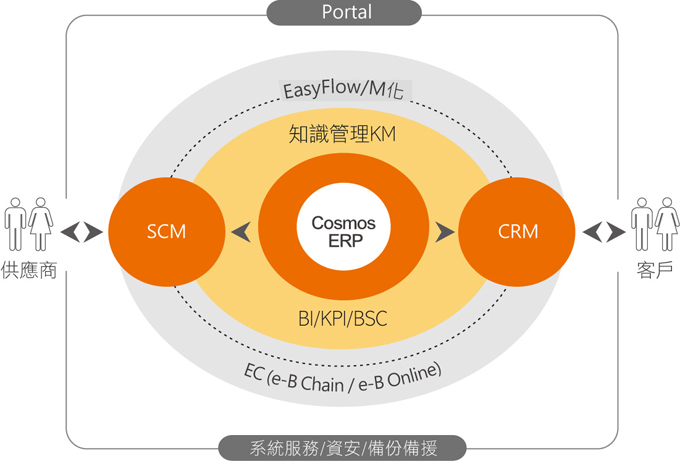 Portal
EasyFlow/M化
知識管理KM
SCM
Cosmos
ERP
CRM
供應商
客戶
BI/KPI/BSC
EC (e-B Chain / e-B Online)
系統服務/資安/備份備援